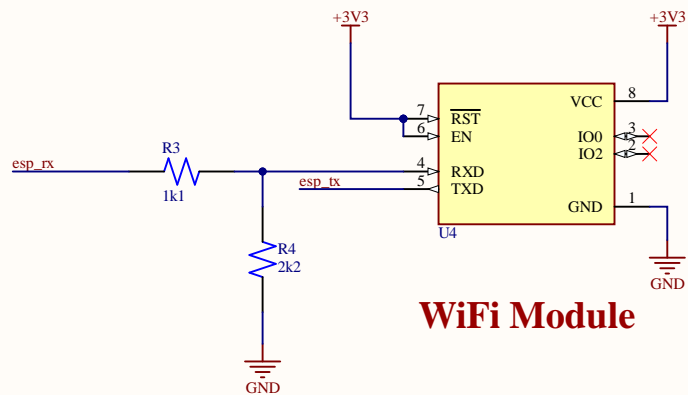 +3V3
+3V3
7 RST
6 EN
VCC 8
IO0 3
IO2 2
esp_rx
R3
1k1
4 RXD
esp_tx
5 TXD
GND 1
U4
R4
2k2
GND
WiFi Module
GND